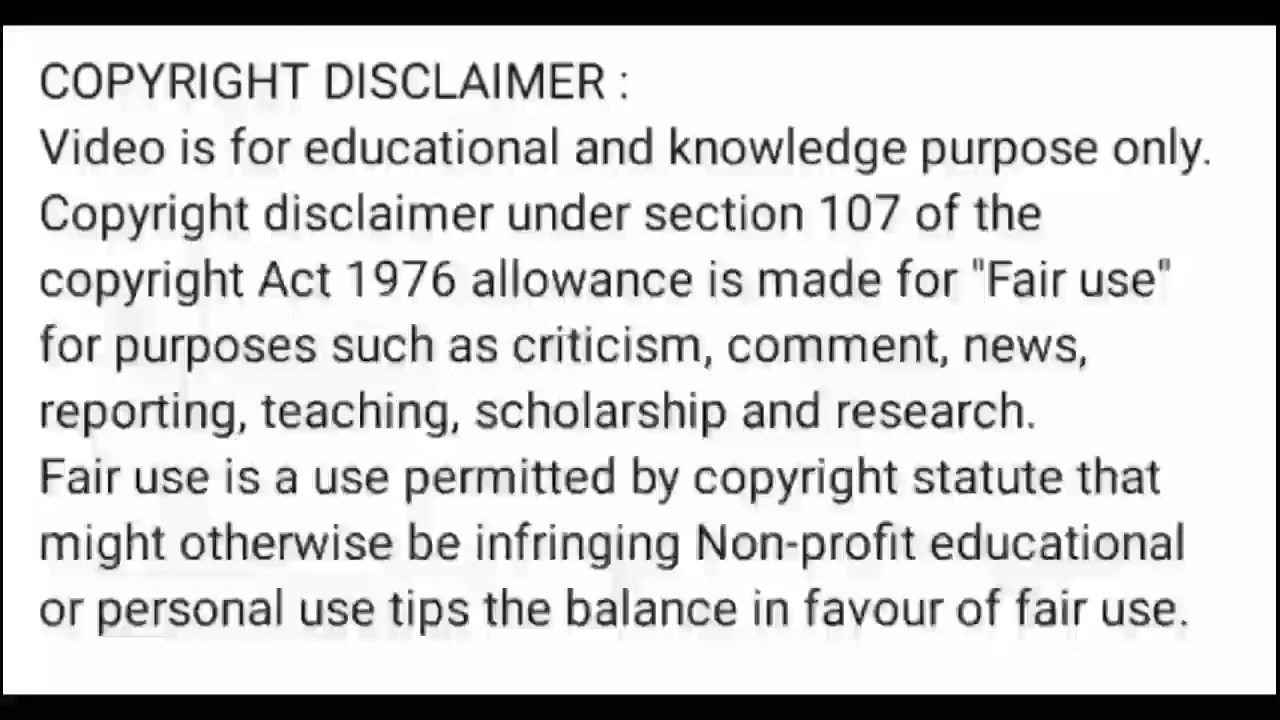 COPYRIGHT DISCLAIMER :
Video is for educational and knowledge purpose only.
Copyright disclaimer under section 107 of the
copyright Act 1976 allowance is made for "Fair use"
for purposes such as criticism, comment, news,
reporting, teaching, scholarship and research.
Fair use is a use permitted by copyright statute that
might otherwise be infringing Non-profit educational
or personal use tips the balance in favour of fair use.